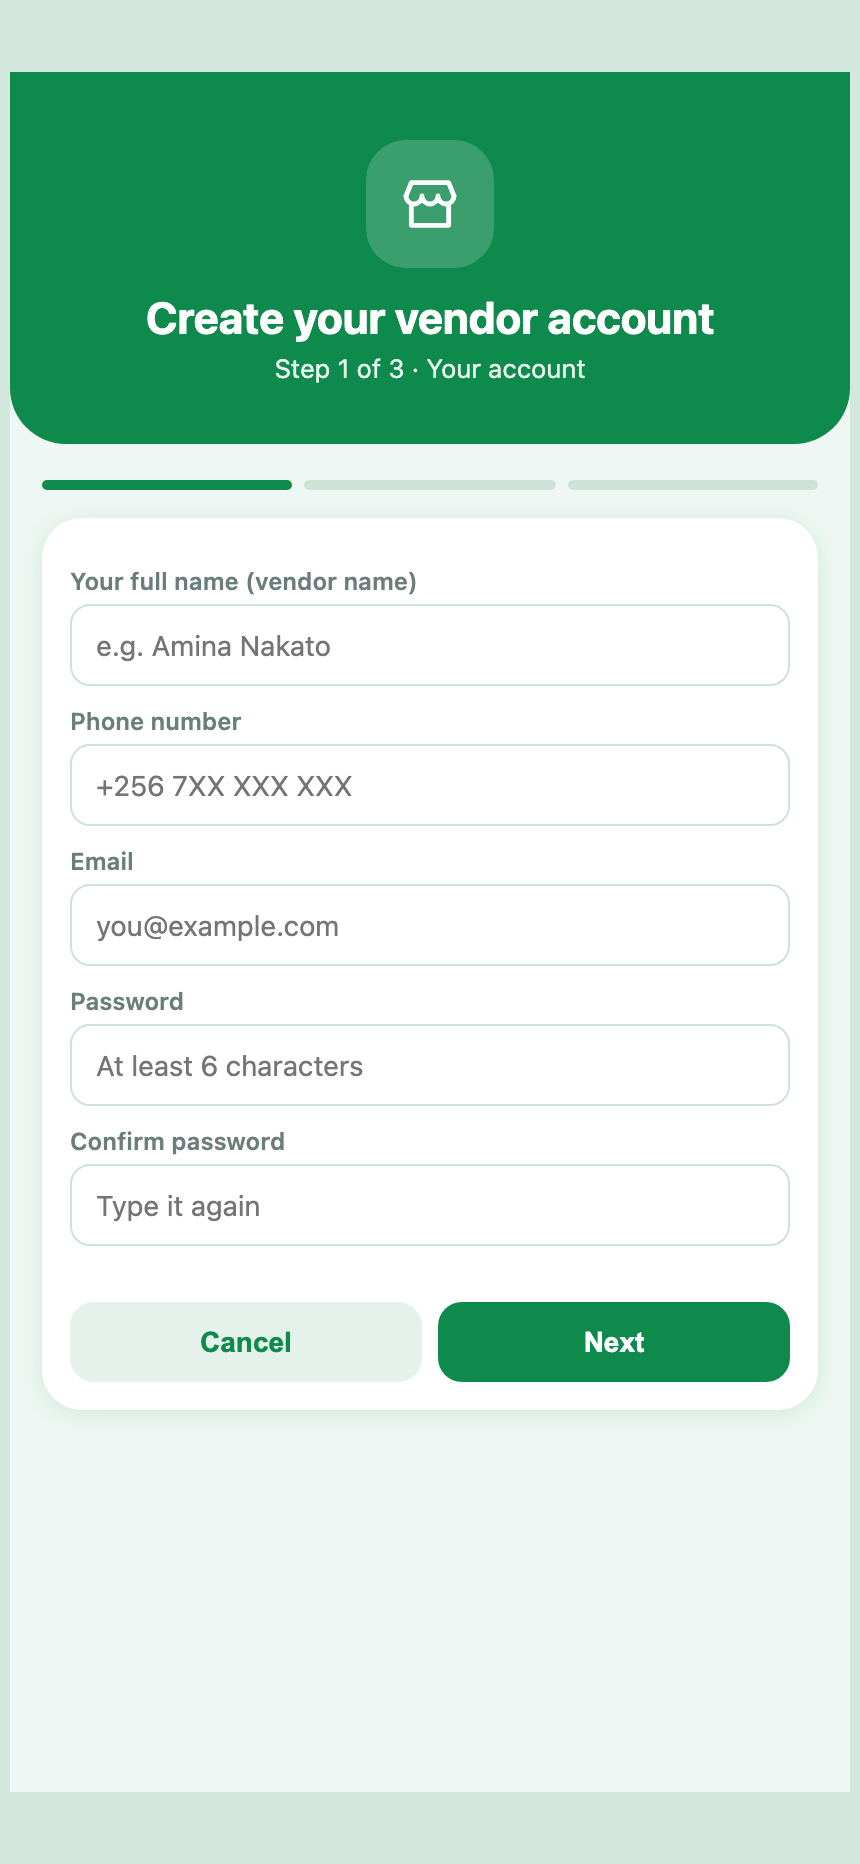 Create your vendor account
Step 1 of 3 · Your account
Your full name (vendor name)
e.g. Amina Nakato
Phone number
+256 7XX XXX XXX
Email
you@example.com
Password
At least 6 characters
Confirm password
Type it again
Cancel
Next